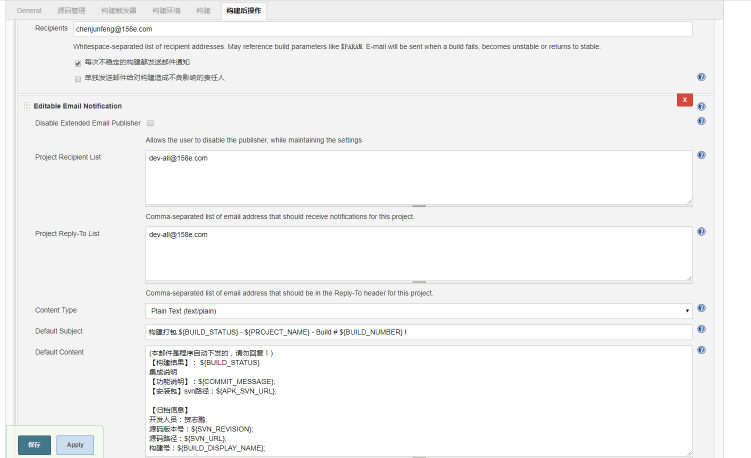 General 源码管理 构建触发器 构建环境 构建 构建后操作
Recipients chenjunfeng@158e.com
Whitespace-separated list of recipient addresses. May reference build parameters like $PARAM. E-mail will be sent when a build fails, becomes unstable or returns to stable.
每次不稳定的构建都发送邮件通知
单独发送邮件给对构建造成不良影响的责任人
X
Editable Email Notification
Disable Extended Email Publisher
Allows the user to disable the publisher, while maintaining the settings
Project Recipient List dev-all@158e.com
Comma-separated list of email address that should receive notifications for this project.
Project Reply-To List dev-all@158e.com
Comma-separated list of email address that should be in the Reply-To header for this project.
Content Type Plain Text (text/plain)
Default Subject 构建打包:${BUILD_STATUS} - ${PROJECT_NAME} - Build # ${BUILD_NUMBER} !
Default Content (本邮件是程序自动下发的，请勿回复！)
【构建结果】：${BUILD_STATUS}
集成说明
【功能说明】：${COMMIT_MESSAGE};
【安装包】svn路径：${APK_SVN_URL};
【归档信息】
开发人员：贺志鹏;
源码版本号：${SVN_REVISION};
源码路径：${SVN_URL};
构建号：${BUILD_DISPLAY_NAME};
保存 Apply